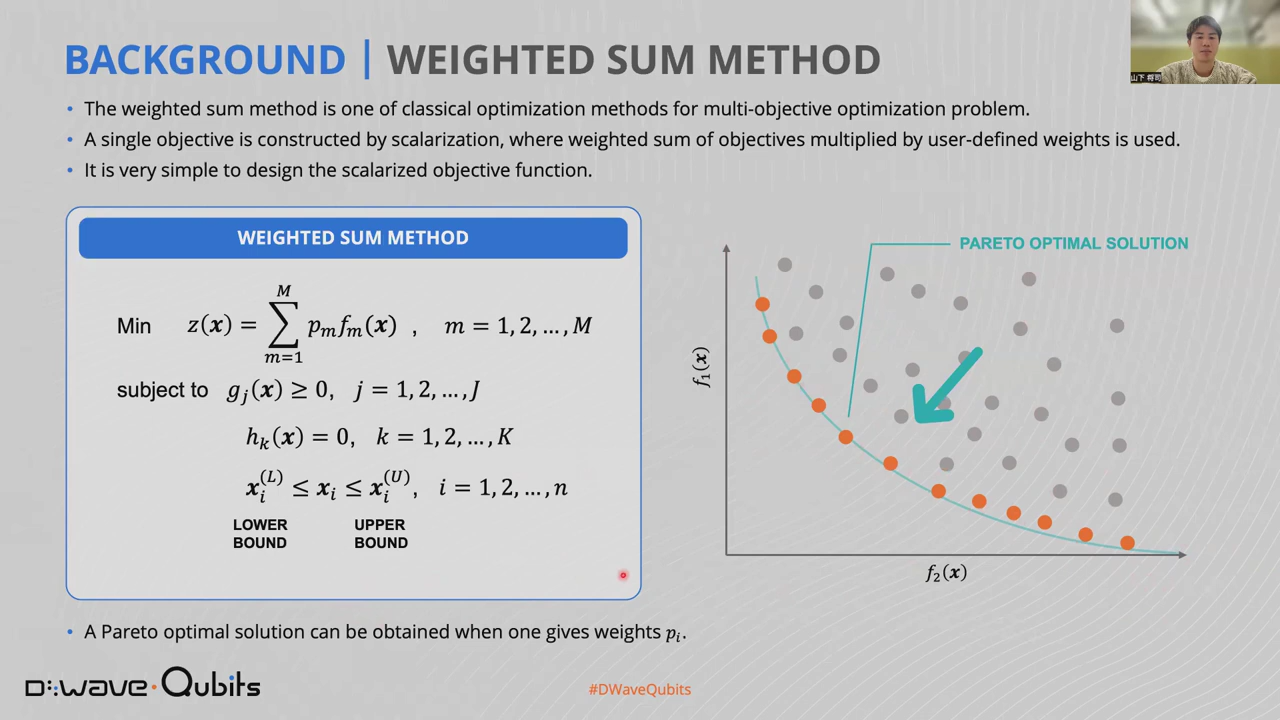 BACKGROUND | WEIGHTED SUM METHOD
山下 将司
• The weighted sum method is one of classical optimization methods for multi-objective optimization problem.
• A single objective is constructed by scalarization, where weighted sum of objectives multiplied by user-defined weights is used.
• It is very simple to design the scalarized objective function.
WEIGHTED SUM METHOD
Min z(x) = ∑_{m=1}^{M} p_m f_m(x) , m = 1, 2, …, M
subject to g_j(x) ≥ 0, j = 1, 2, …, J
h_k(x) = 0, k = 1, 2, …, K
x_i^{(L)} ≤ x_i ≤ x_i^{(U)}, i = 1, 2, …, n
LOWER BOUND
UPPER BOUND
PARETO OPTIMAL SOLUTION
f_1(x)
f_2(x)
• A Pareto optimal solution can be obtained when one gives weights p_i.
D:wave·Qubits
#DWaveQubits